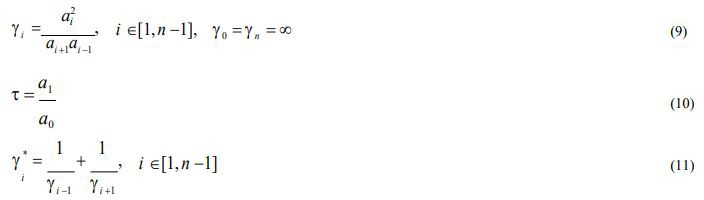 γ_i = a_i^2 / (a_{i+1} a_{i−1}), i ∈ [1, n −1], γ_0 = γ_n = ∞ (9)
τ = a_1 / a_0 (10)
γ_i^* = 1/γ_{i−1} + 1/γ_{i+1}, i ∈ [1, n −1] (11)